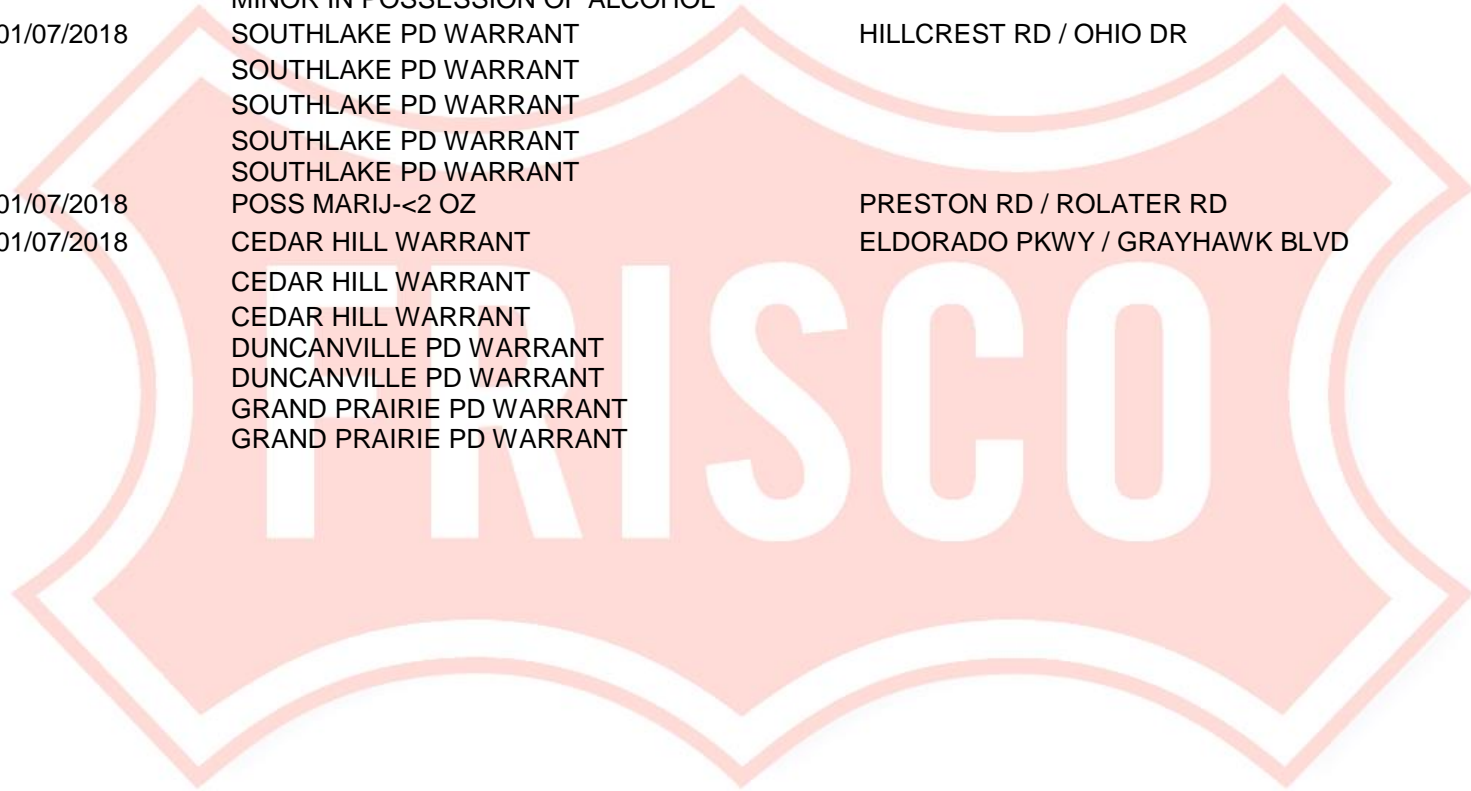 MINOR IN POSSESSION OF ALCOHOL
01/07/2018 SOUTHLAKE PD WARRANT HILLCREST RD / OHIO DR
SOUTHLAKE PD WARRANT
SOUTHLAKE PD WARRANT
SOUTHLAKE PD WARRANT
SOUTHLAKE PD WARRANT
01/07/2018 POSS MARIJ-<2 OZ PRESTON RD / ROLATER RD
01/07/2018 CEDAR HILL WARRANT ELDORADO PKWY / GRAYHAWK BLVD
CEDAR HILL WARRANT
CEDAR HILL WARRANT
DUNCANVILLE PD WARRANT
DUNCANVILLE PD WARRANT
GRAND PRAIRIE PD WARRANT
GRAND PRAIRIE PD WARRANT
FRISCO